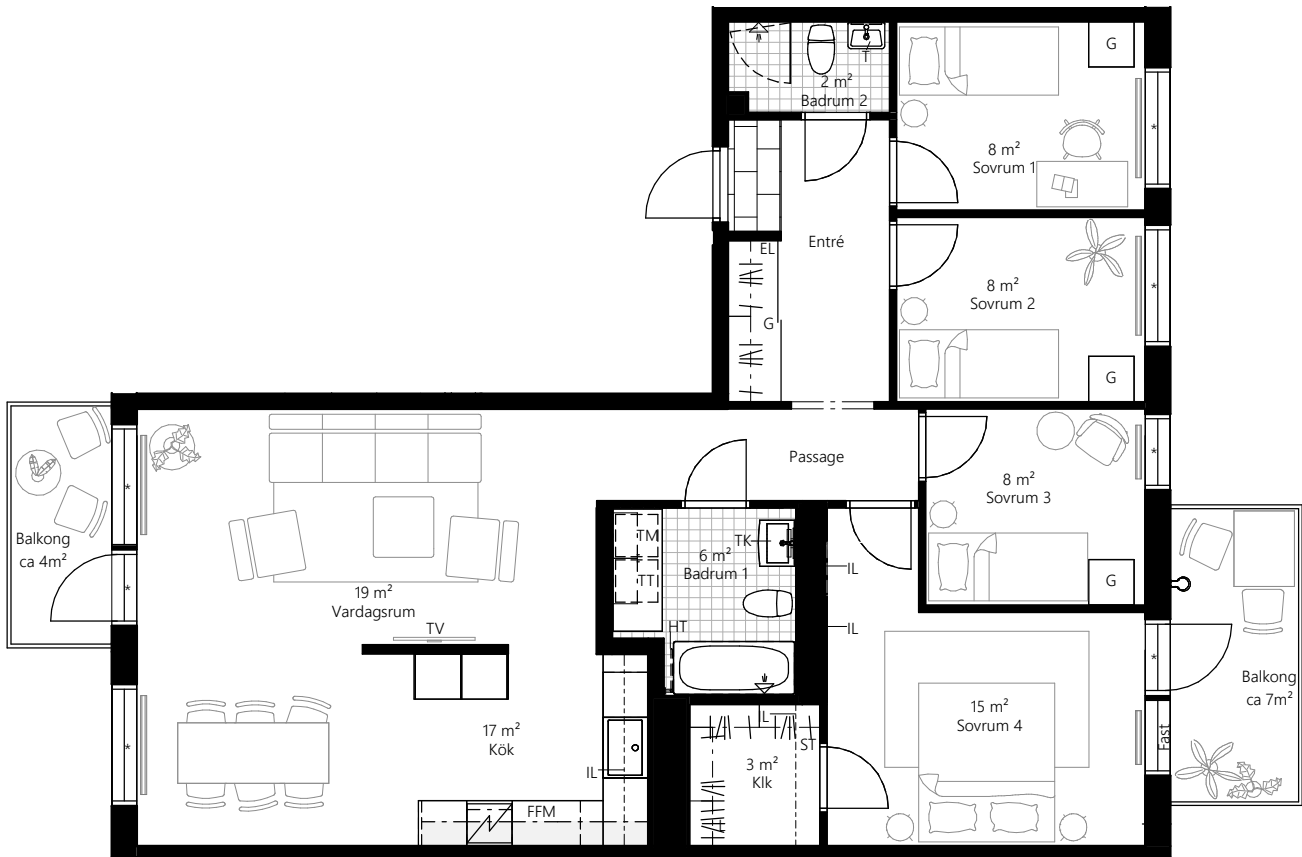 G
T
2 m²
Badrum 2
8 m²
Sovrum 1
*
Entré
EL
8 m²
Sovrum 2
*
G
G
Passage
8 m²
Sovrum 3
*
G
*
Balkong
ca 4m²
*
TM
TT
6 m²
Badrum 1
TK
IL
IL
HT
19 m²
Vardagsrum
TV
*
Balkong
ca 7m²
15 m²
Sovrum 4
Fast
17 m²
Kök
*
IL
ST
3 m²
Klk
IL
FFM